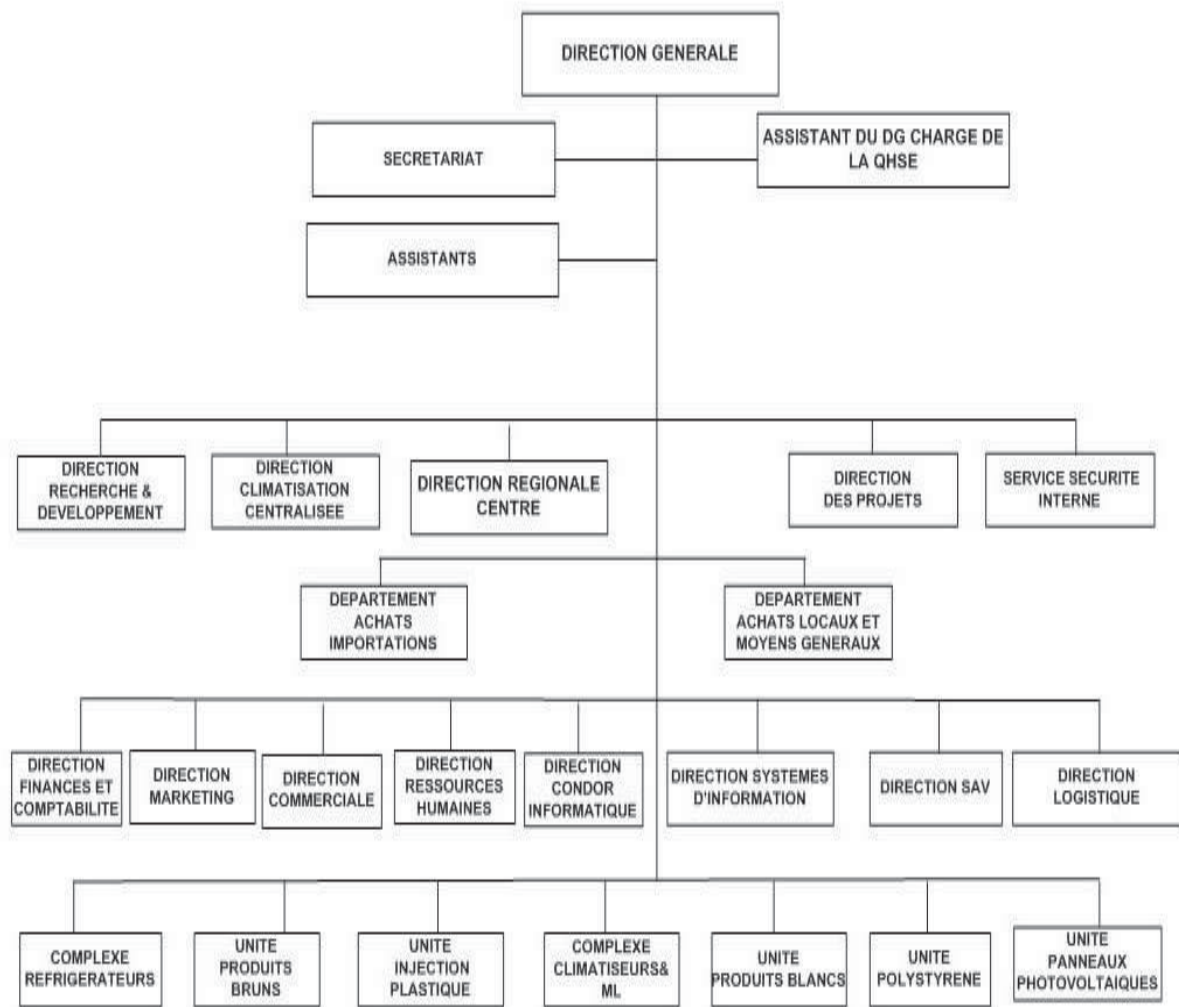 DIRECTION GENERALE
SECRETARIAT
ASSISTANT DU DG CHARGE DE
LA QHSE
ASSISTANTS
DIRECTION
RECHERCHE &
DEVELOPPEMENT
DIRECTION
CLIMATISATION
CENTRALISEE
DIRECTION REGIONALE
CENTRE
DIRECTION
DES PROJETS
SERVICE SECURITE
INTERNE
DEPARTEMENT
ACHATS
IMPORTATIONS
DEPARTEMENT
ACHATS LOCAUX ET
MOYENS GENERAUX
DIRECTION
FINANCES ET
COMPTABILITE
DIRECTION
MARKETING
DIRECTION
COMMERCIALE
DIRECTION
RESSOURCES
HUMAINES
DIRECTION
CONDOR
INFORMATIQUE
DIRECTION SYSTEMES
D'INFORMATION
DIRECTION SAV
DIRECTION
LOGISTIQUE
COMPLEXE
REFRIGERATEURS
UNITE
PRODUITS
BRUNS
UNITE
INJECTION
PLASTIQUE
COMPLEXE
CLIMATISEURS&
ML
UNITE
PRODUITS BLANCS
UNITE
POLYSTYRENE
UNITE
PANNEAUX
PHOTOVOLTAIQUES